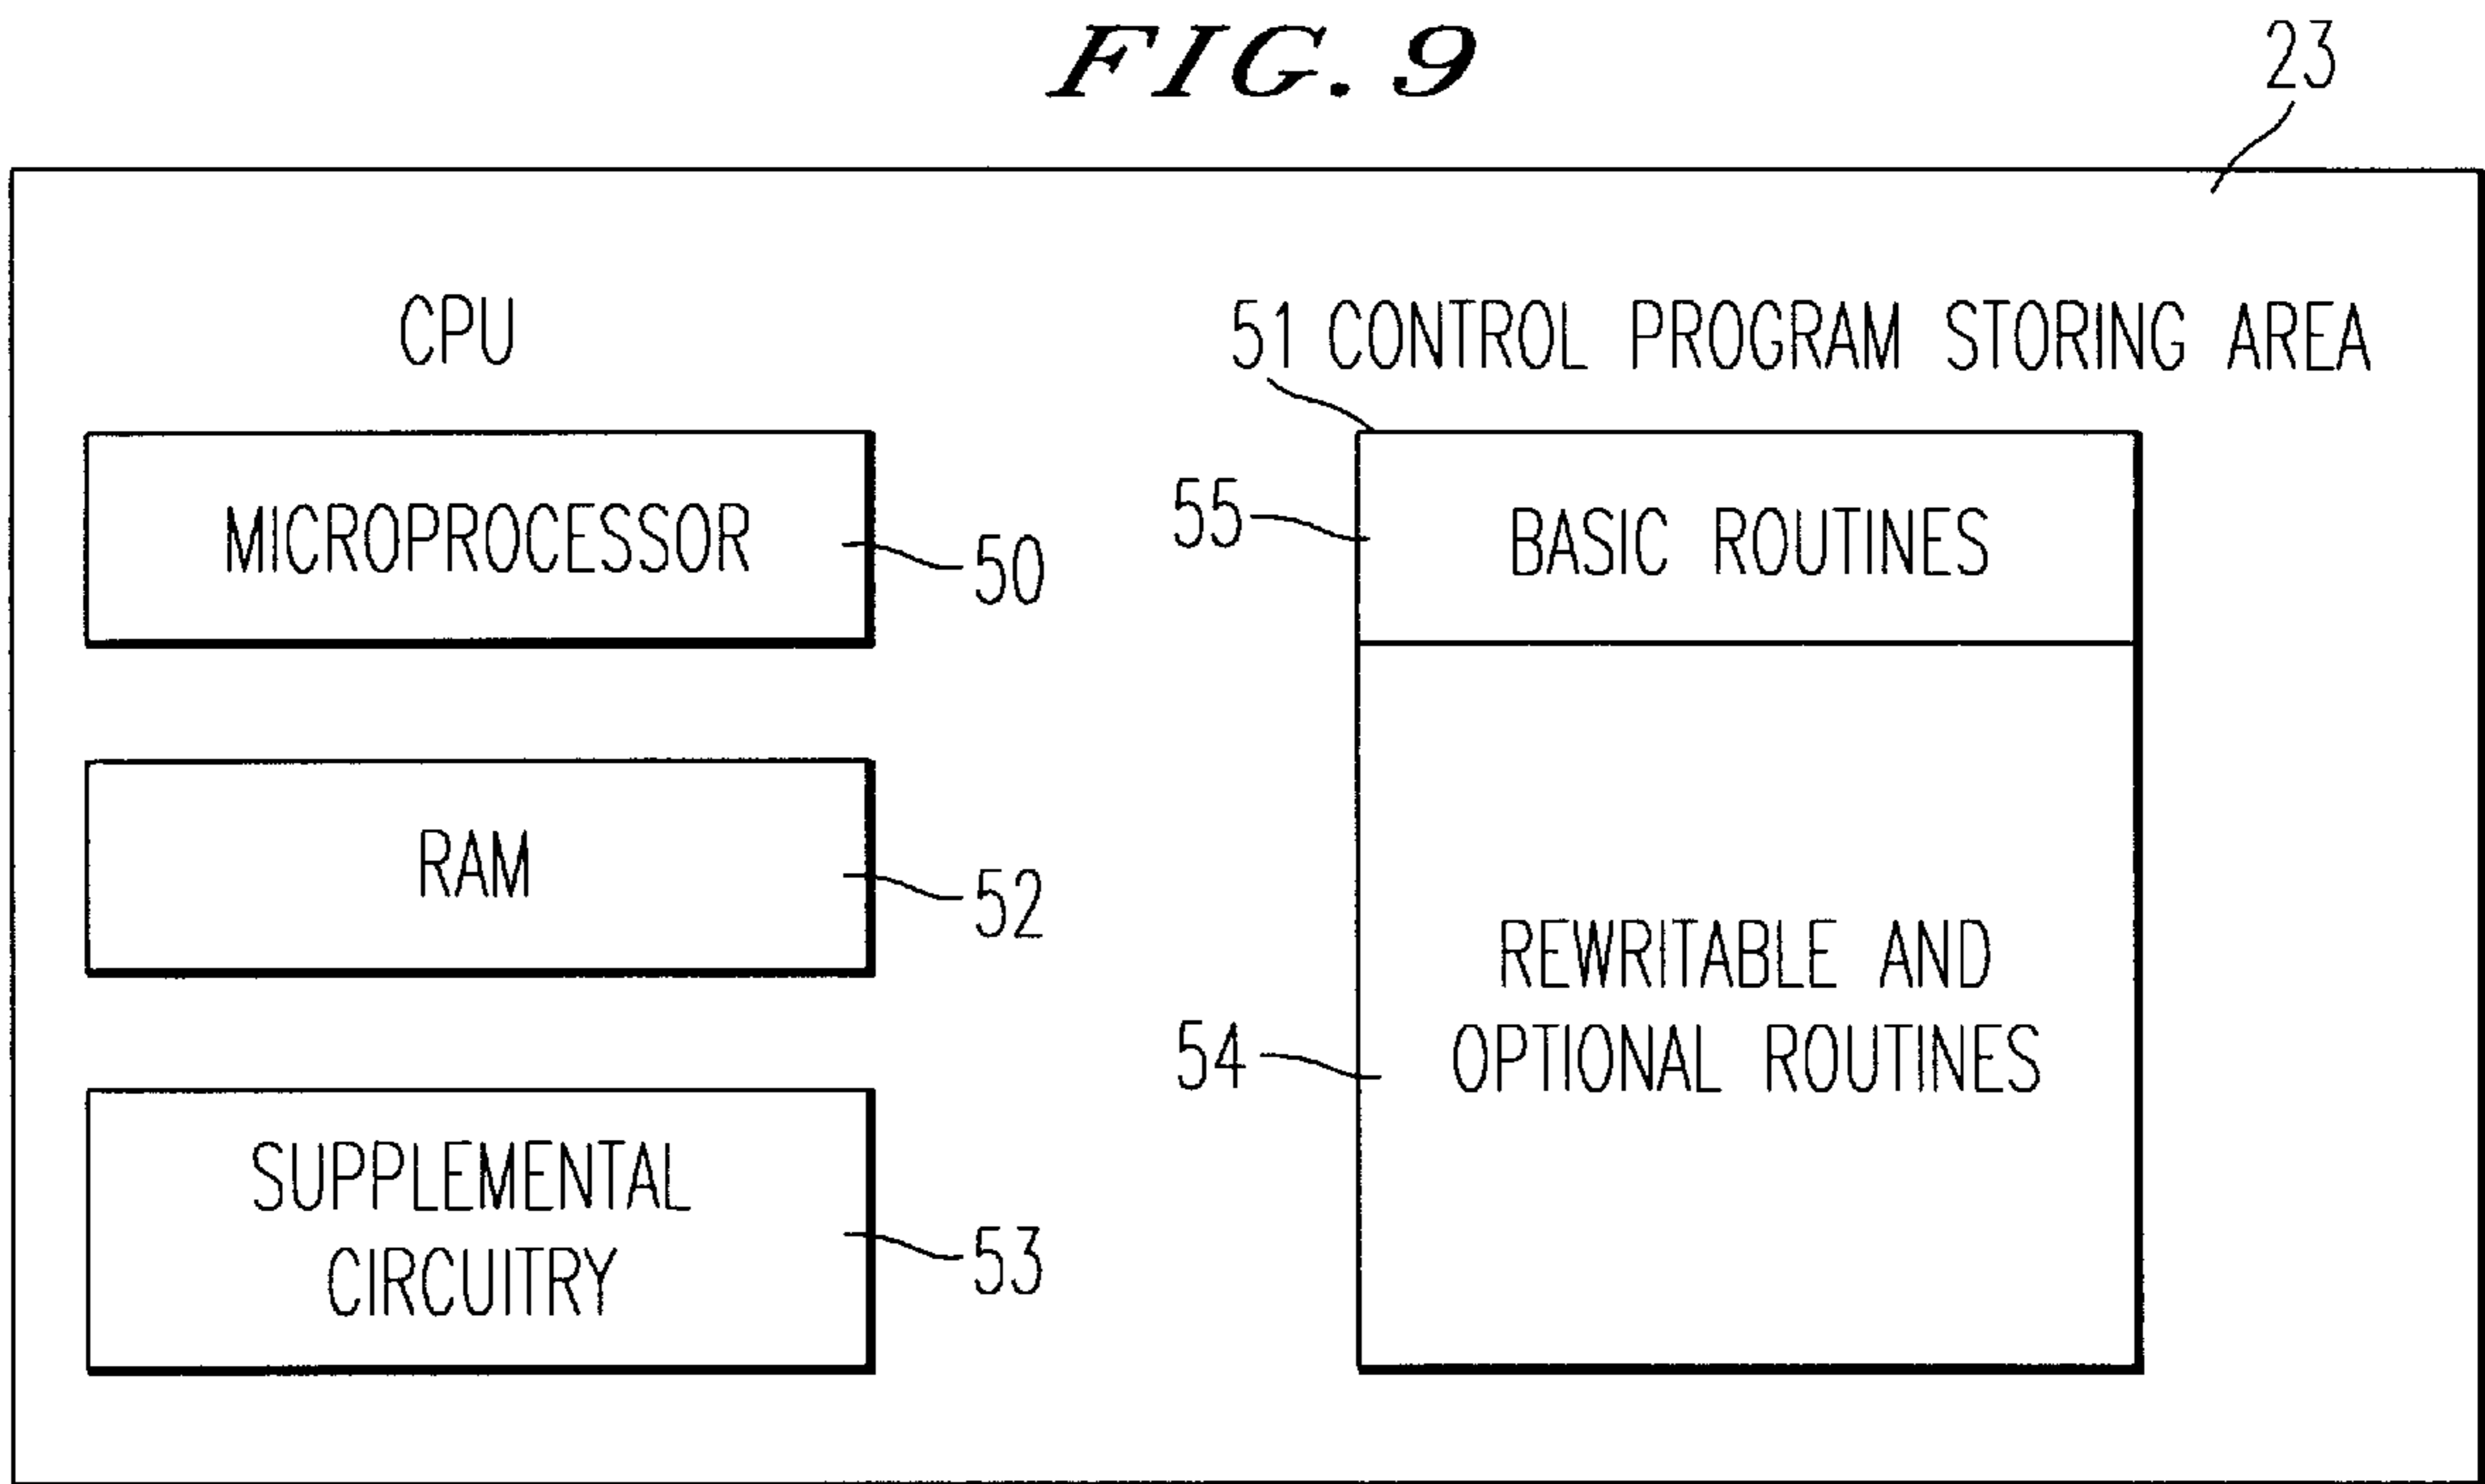 FIG. 9
23
CPU
51 CONTROL PROGRAM STORING AREA
MICROPROCESSOR
50
55
BASIC ROUTINES
RAM
52
REWRITABLE AND
OPTIONAL ROUTINES
54
SUPPLEMENTAL
CIRCUITRY
53